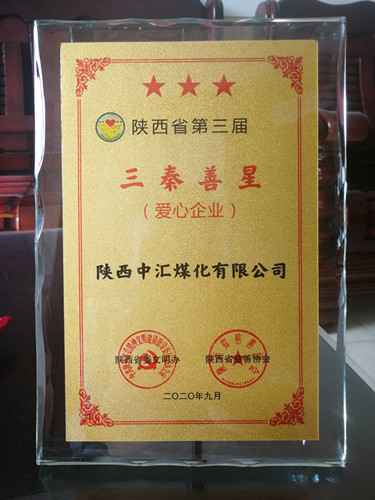 陕西省第三届
三秦善星
（爱心企业）
陕西中汇煤化有限公司
陕西省委文明办 陕西省慈善协会
二〇二〇年九月